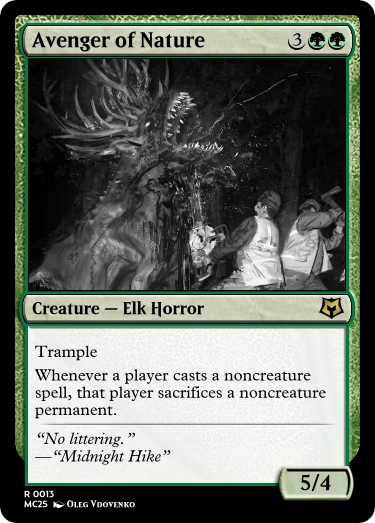 Avenger of Nature 3
Creature — Elk Horror
Trample
Whenever a player casts a noncreature
spell, that player sacrifices a noncreature
permanent.
“No littering.”
—“Midnight Hike”
5/4
R 0013
MC25 Oleg Vdovenko